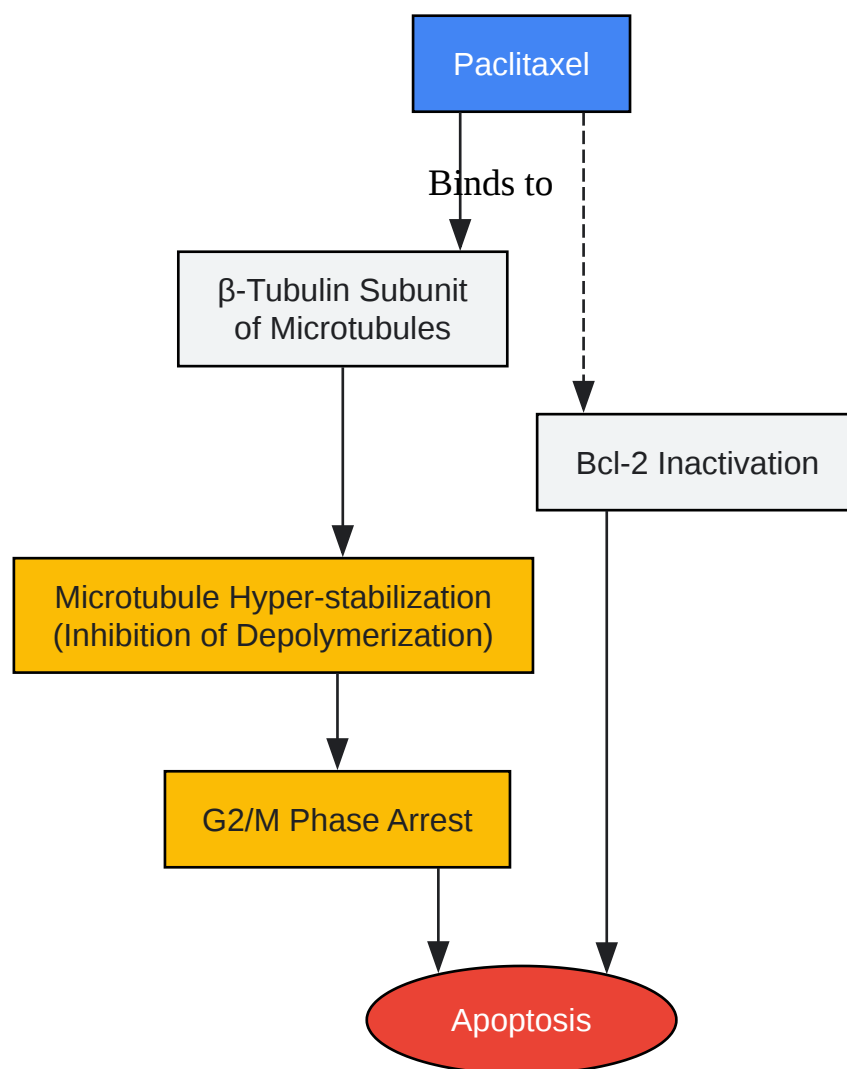 Paclitaxel
Binds to
β-Tubulin Subunit
of Microtubules
Bcl-2 Inactivation
Microtubule Hyper-stabilization
(Inhibition of Depolymerization)
G2/M Phase Arrest
Apoptosis